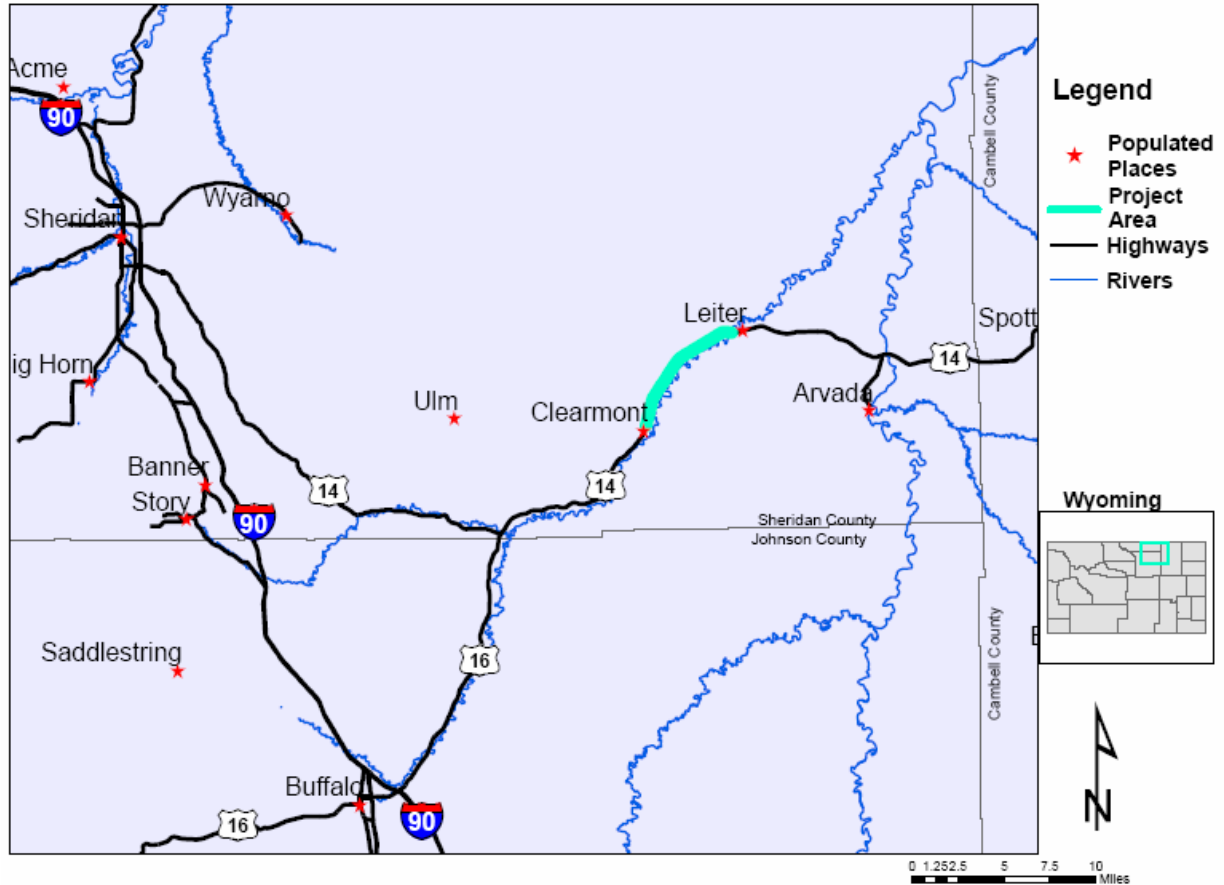 Acme
90
Sheridan
Wyarno
Cambell County
Leiter
Spott
14
ig Horn
Ulm
Clearmont
Arvada
Banner
Story
14
14
90
Sheridan County
Johnson County
Saddlestring
16
Cambell County
E
Buffalo
16
90
Legend
Populated
Places
Project
Area
Highways
Rivers
Wyoming
N
0 1.25 2.5 5 7.5 10
Miles